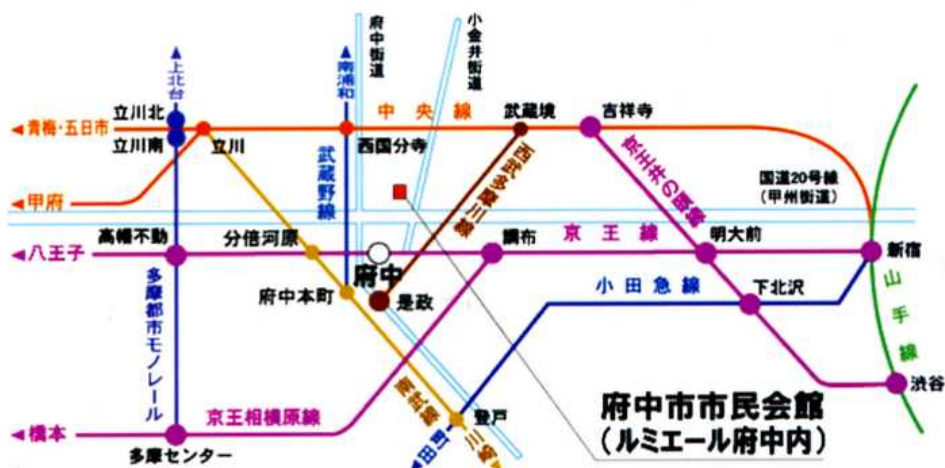 府中街道
小金井街道
▲上北台
▲南浦和
立川北
立川南
◀青梅・五日市
立川
中央線
西国分寺
武蔵境
吉祥寺
武蔵野線
西武多摩川線
京王井の頭線
国道20号線
(甲州街道)
◀甲府
高幡不動
分倍河原
◀八王子
府中
調布
京王線
明大前
新宿
府中本町
是政
小田急線
下北沢
山手線
多摩都市モノレール
渋谷
京王相模原線
南武線
登戸
◀橋本
多摩センター
◀町田
川崎▶
府中市市民会館
(ルミエール府中内)